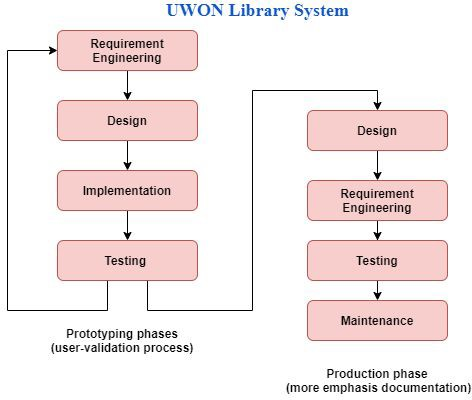 UWON Library System
Requirement
Engineering
Design
Implementation
Testing
Prototyping phases
(user-validation process)
Design
Requirement
Engineering
Testing
Maintenance
Production phase
(more emphasis documentation)